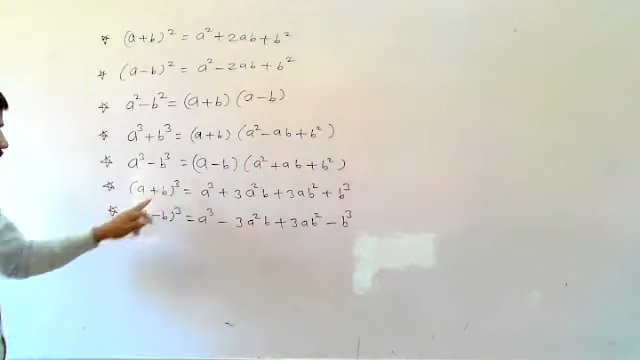 ☆ (a+b)² = a² + 2ab + b²
☆ (a-b)² = a² - 2ab + b²
☆ a² - b² = (a+b) (a-b)
☆ a³ + b³ = (a+b) (a² - ab + b²)
☆ a³ - b³ = (a-b) (a² + ab + b²)
☆ (a+b)³ = a³ + 3a²b + 3ab² + b³
☆ -b)³ = a³ - 3a²b + 3ab² - b³